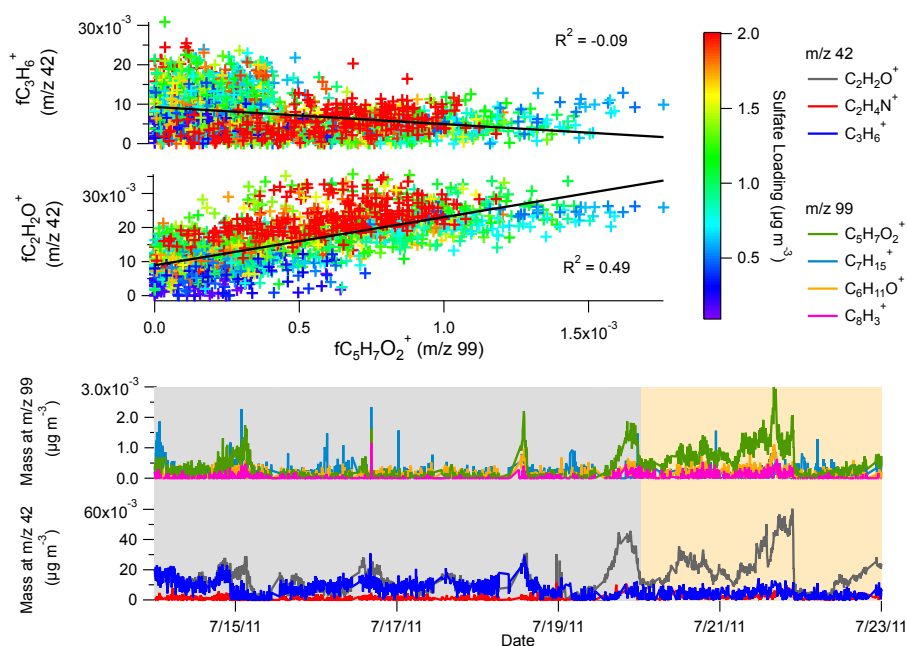 fC₃H₆⁺
(m/z 42)
30x10⁻³
20
10
0
R² = -0.09
fC₂H₂O⁺
(m/z 42)
30x10⁻³
20
10
0
R² = 0.49
0.0
0.5
1.0
1.5x10⁻³
fC₅H₇O₂⁺ (m/z 99)
2.0
1.5
1.0
0.5
Sulfate Loading (µg m⁻³)
m/z 42
C₂H₂O⁺
C₂H₄N⁺
C₃H₆⁺
m/z 99
C₅H₇O₂⁺
C₇H₁₅⁺
C₆H₁₁O⁺
C₈H₃⁺
Mass at m/z 99
(µg m⁻³)
3.0x10⁻³
2.0
1.0
0.0
Mass at m/z 42
(µg m⁻³)
60x10⁻³
40
20
0
7/15/11
7/17/11
7/19/11
7/21/11
7/23/11
Date